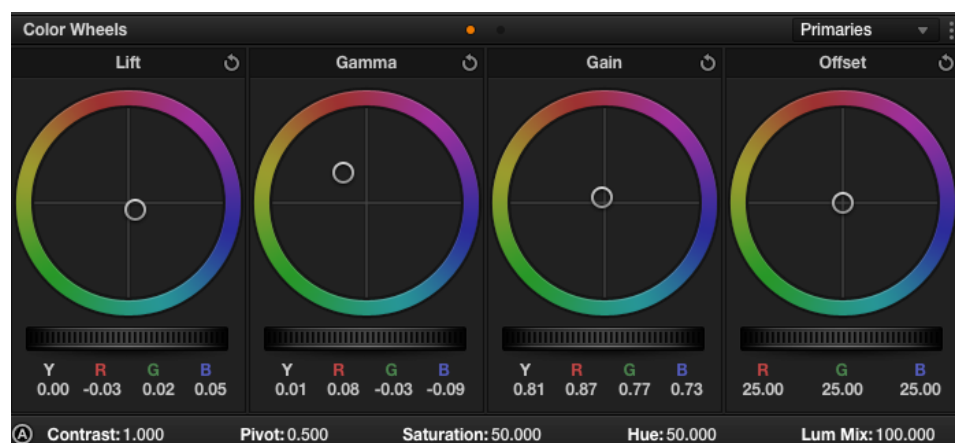 Color Wheels Primaries
Lift Gamma Gain Offset
Y R G B Y R G B Y R G B R G B
0.00 -0.03 0.02 0.05 0.01 0.08 -0.03 -0.09 0.81 0.87 0.77 0.73 25.00 25.00 25.00
A Contrast: 1.000 Pivot: 0.500 Saturation: 50.000 Hue: 50.000 Lum Mix: 100.000